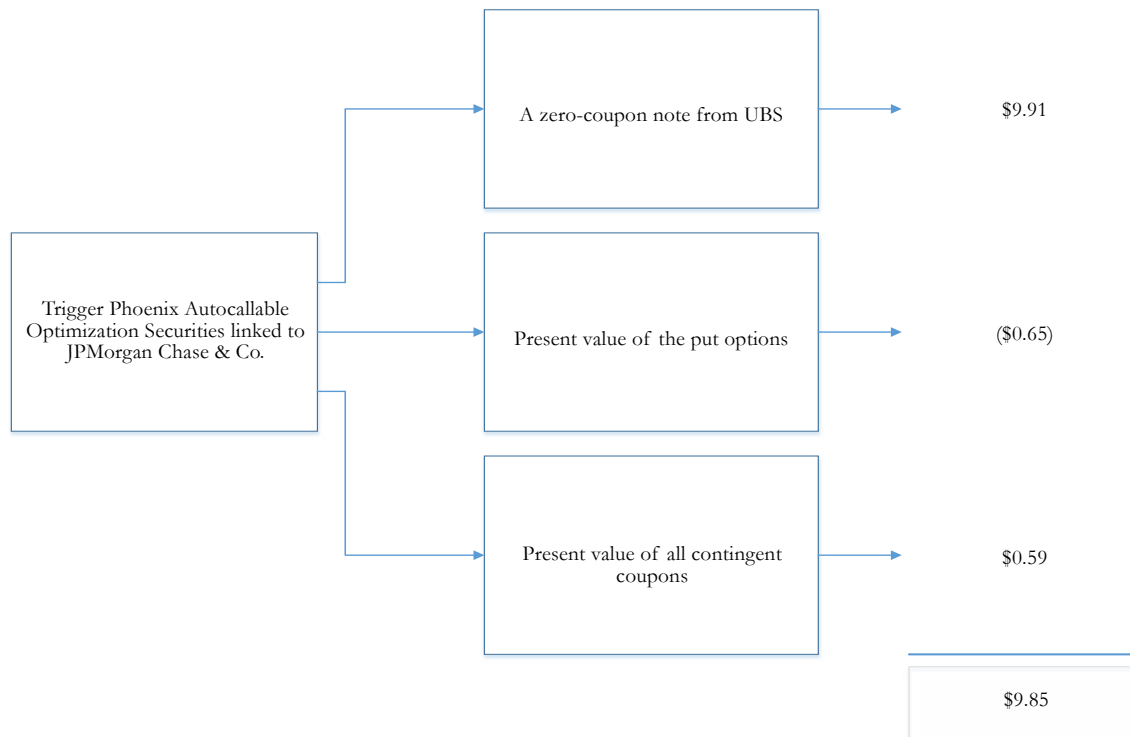 A zero-coupon note from UBS
$9.91
Trigger Phoenix Autocallable
Optimization Securities linked to
JPMorgan Chase & Co.
Present value of the put options
($0.65)
Present value of all contingent
coupons
$0.59
$9.85